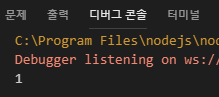 문제 출력 디버그 콘솔 터미널
C:\Program Files\nodejs\noc
Debugger listening on ws://
1